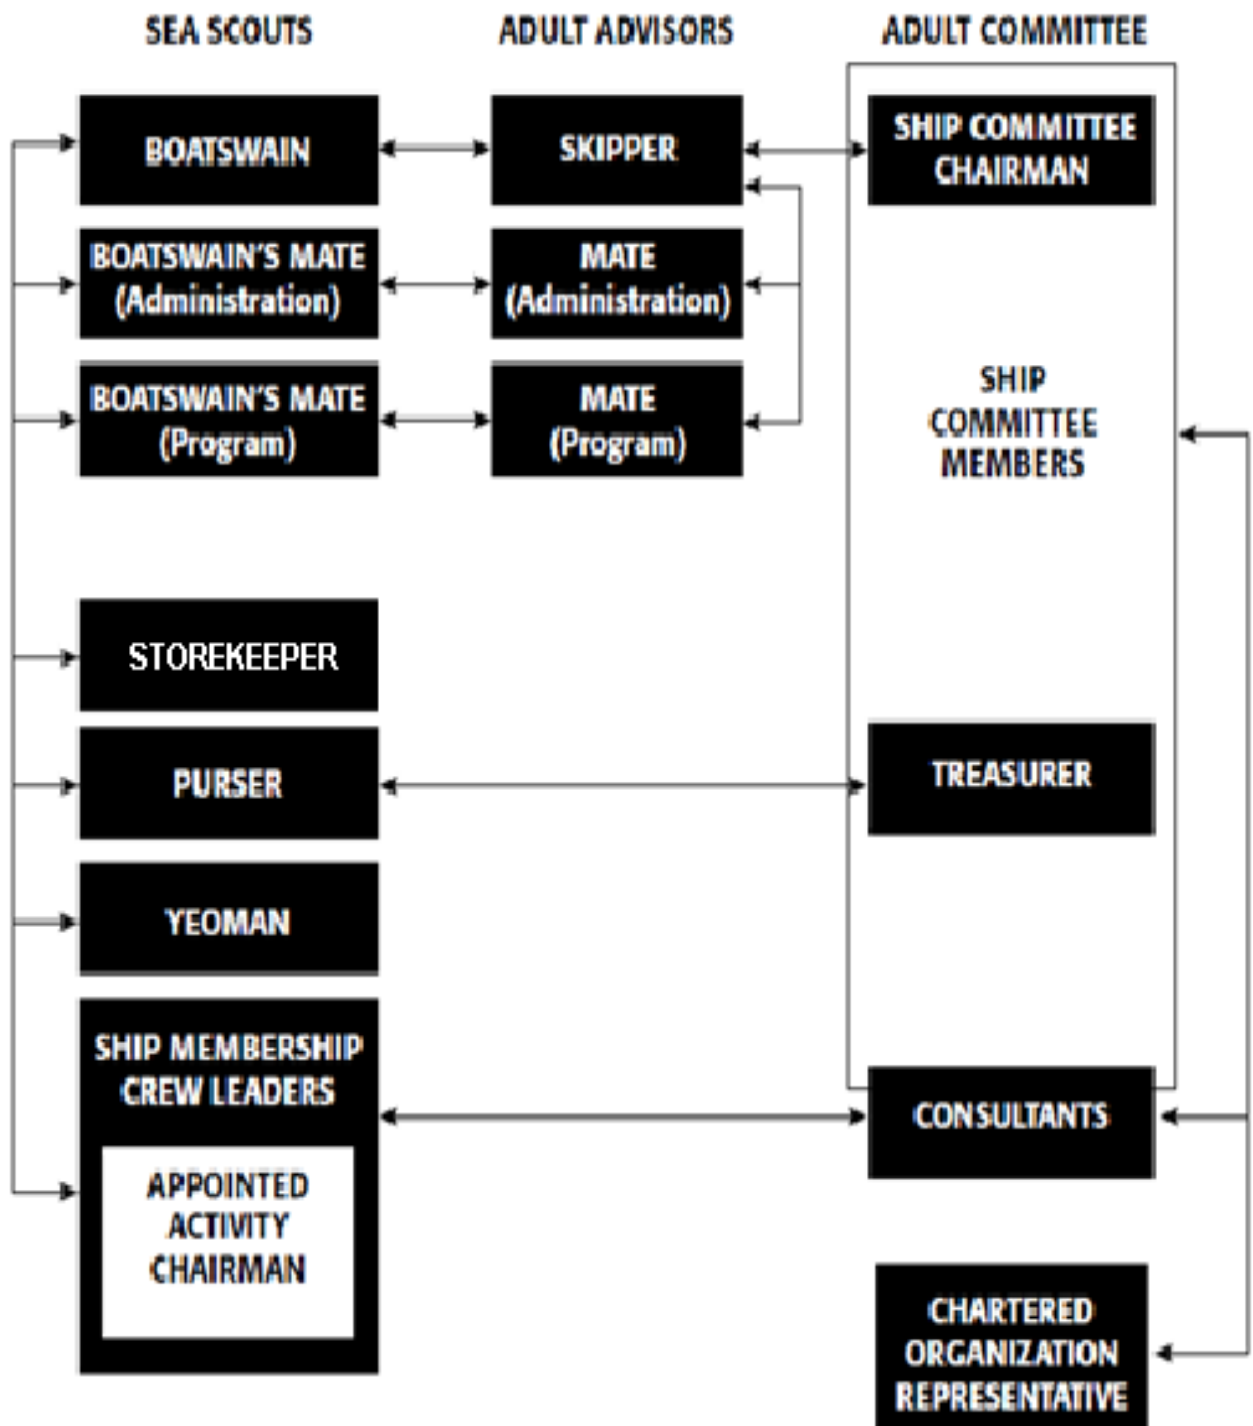 SEA SCOUTS
ADULT ADVISORS
ADULT COMMITTEE
BOATSWAIN
SKIPPER
SHIP COMMITTEE
CHAIRMAN
BOATSWAIN'S MATE
(Administration)
MATE
(Administration)
BOATSWAIN'S MATE
(Program)
MATE
(Program)
SHIP
COMMITTEE
MEMBERS
STOREKEEPER
PURSER
TREASURER
YEOMAN
SHIP MEMBERSHIP
CREW LEADERS
CONSULTANTS
APPOINTED
ACTIVITY
CHAIRMAN
CHARTERED
ORGANIZATION
REPRESENTATIVE